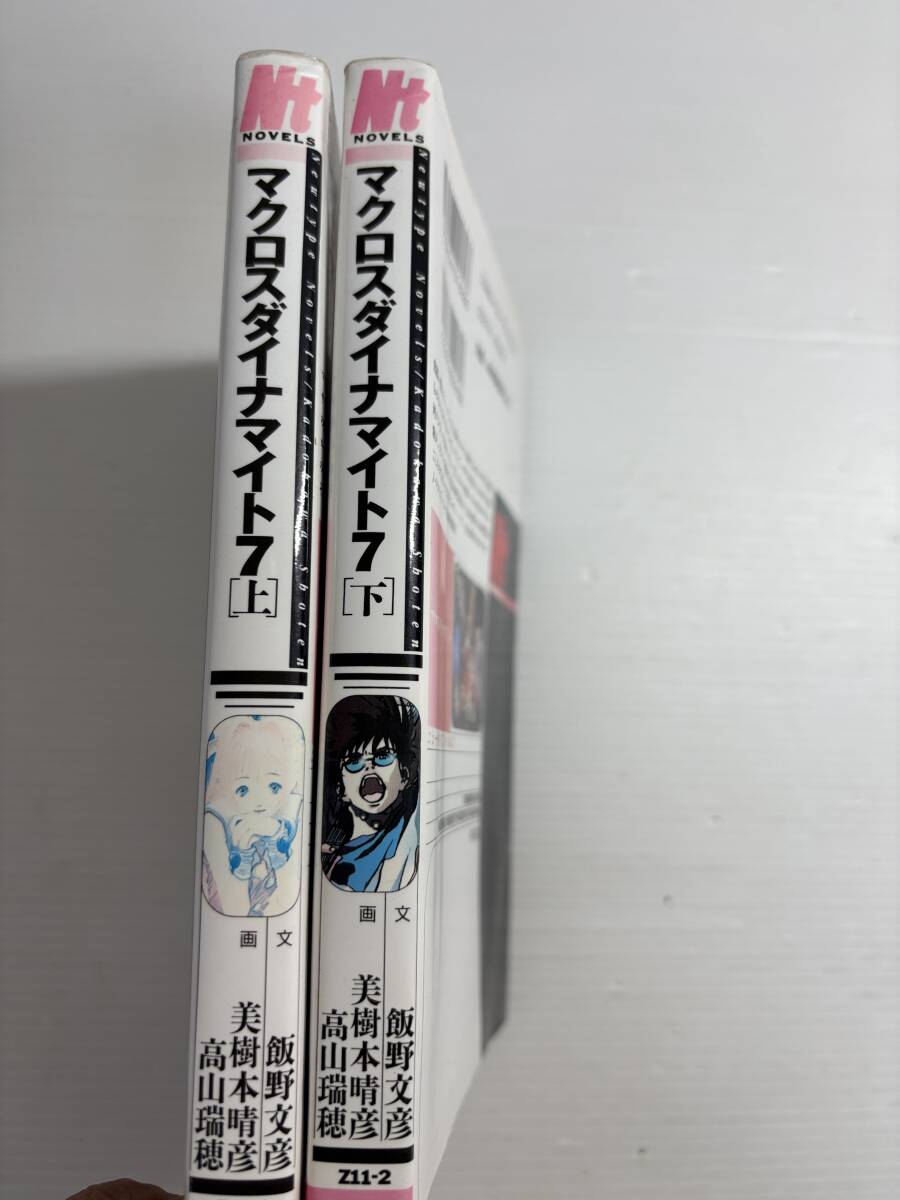 Nt
NOVELS
マクロスダイナマイト7[上]
Newtype Novels/Kadokawa Shoten
文
飯野文彦
画
美樹本晴彦
高山瑞穂
Nt
NOVELS
マクロスダイナマイト7[下]
Newtype Novels/Kadokawa Shoten
文
飯野文彦
画
美樹本晴彦
高山瑞穂
Z11-2